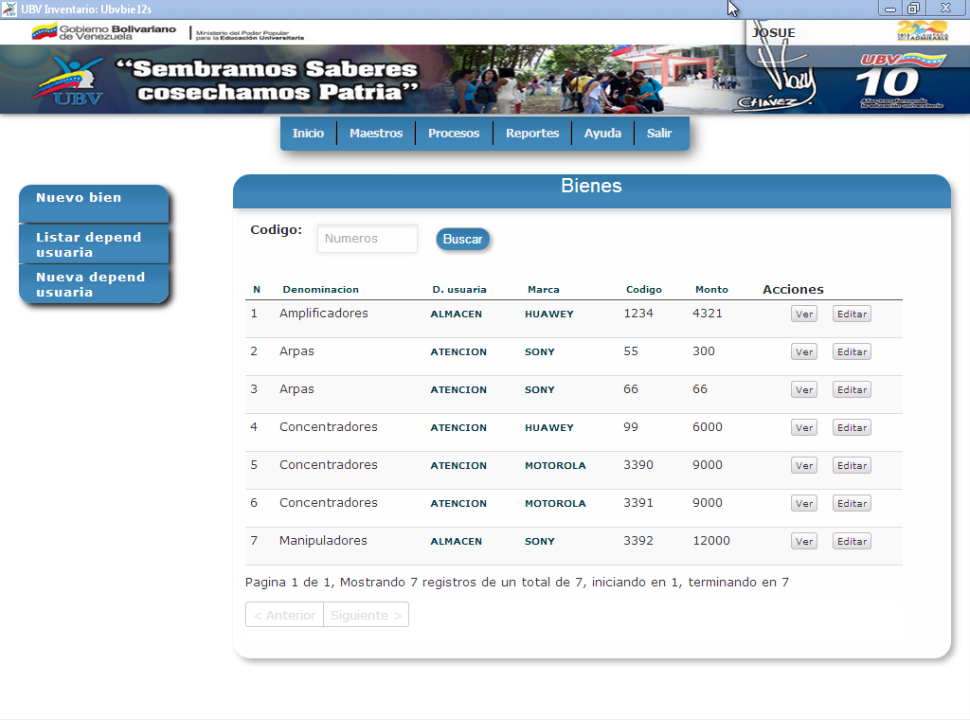 UBV Inventario: Ubvbie12s
Gobierno Bolivariano
de Venezuela
Ministerio del Poder Popular
para la Educación Universitaria
JOSUE
"Sembramos Saberes
cosechamos Patria"
UBV
CHÁVEZ
UBV
10
Inicio Maestros Procesos Reportes Ayuda Salir
Nuevo bien
Listar depend
usuaria
Nueva depend
usuaria
Bienes
Codigo: Numeros Buscar
N Denominacion D. usuaria Marca Codigo Monto Acciones
1 Amplificadores ALMACEN HUAWEY 1234 4321 Ver Editar
2 Arpas ATENCION SONY 55 300 Ver Editar
3 Arpas ATENCION SONY 66 66 Ver Editar
4 Concentradores ATENCION HUAWEY 99 6000 Ver Editar
5 Concentradores ATENCION MOTOROLA 3390 9000 Ver Editar
6 Concentradores ATENCION MOTOROLA 3391 9000 Ver Editar
7 Manipuladores ALMACEN SONY 3392 12000 Ver Editar
Pagina 1 de 1, Mostrando 7 registros de un total de 7, iniciando en 1, terminando en 7
< Anterior Siguiente >